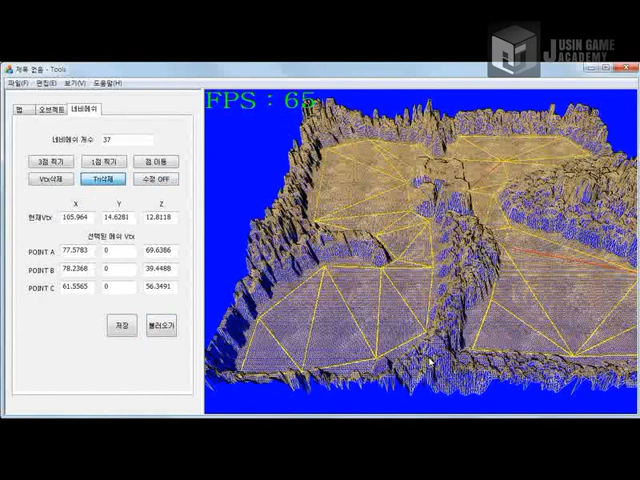 JUSIN GAME
ACADEMY
제목 없음 - Tools
파일(F) 편집(E) 보기(V) 도움말(H)
맵 오브젝트 네비메쉬
FPS : 65
네비메쉬 개수 37
3점 찍기 1점 찍기 점 이동
Vtx삭제 Tri삭제 수정 OFF
X Y Z
현재Vtx 105.964 14.6281 12.8118
선택된 메쉬 Vtx
POINT A 77.5783 0 69.6386
POINT B 78.2368 0 39.4488
POINT C 61.5565 0 56.3491
저장 불러오기